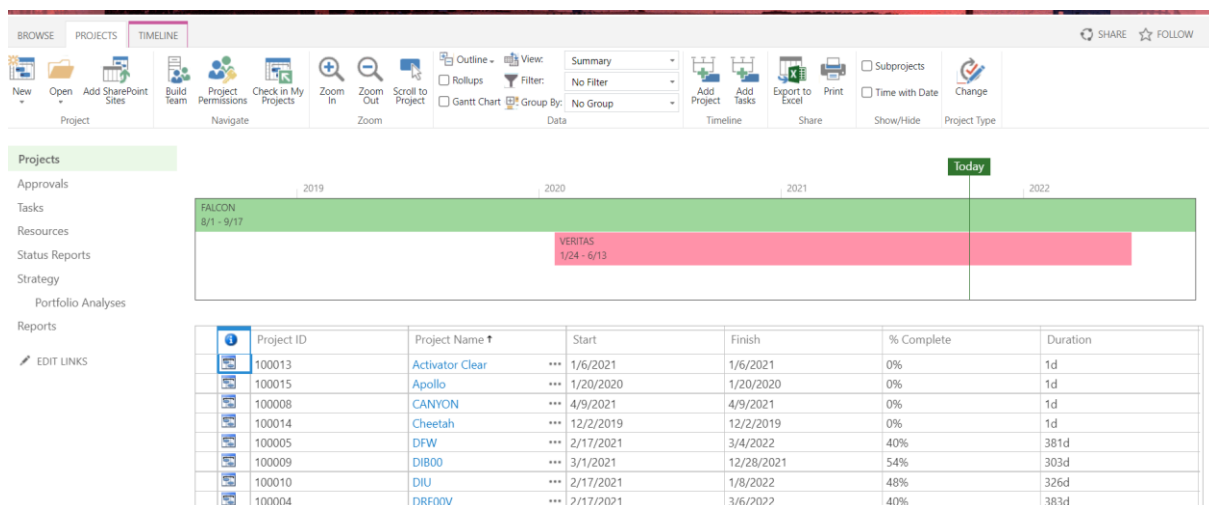 BROWSE PROJECTS TIMELINE SHARE FOLLOW
New Open Add SharePoint Sites Build Team Project Permissions Check in My Projects Zoom In Zoom Out Scroll to Project
Outline View: Summary
Rollups Filter: No Filter
Gantt Chart Group By: No Group
Add Project Add Tasks Export to Excel Print
Subprojects
Time with Date
Change
Project Navigate Zoom Data Timeline Share Show/Hide Project Type
Projects
Approvals
Tasks
Resources
Status Reports
Strategy
Portfolio Analyses
Reports
EDIT LINKS
Today
2019 2020 2021 2022
FALCON
8/1 - 9/17
VERITAS
1/24 - 6/13
Project ID Project Name Start Finish % Complete Duration
100013 Activator Clear ... 1/6/2021 1/6/2021 0% 1d
100015 Apollo ... 1/20/2020 1/20/2020 0% 1d
100008 CANYON ... 4/9/2021 4/9/2021 0% 1d
100014 Cheetah ... 12/2/2019 12/2/2019 0% 1d
100005 DFW ... 2/17/2021 3/4/2022 40% 381d
100009 DIB00 ... 3/1/2021 12/28/2021 54% 303d
100010 DIU ... 2/17/2021 1/8/2022 48% 326d
100004 DRF00V ... 2/17/2021 3/6/2022 40% 383d